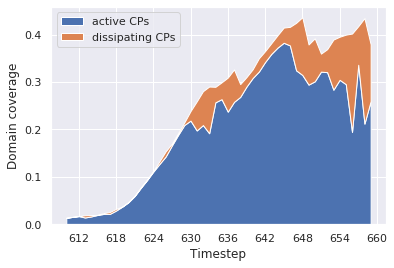 active CPs
dissipating CPs
Domain coverage
0.4
0.3
0.2
0.1
0.0
612 618 624 630 636 642 648 654 660
Timestep